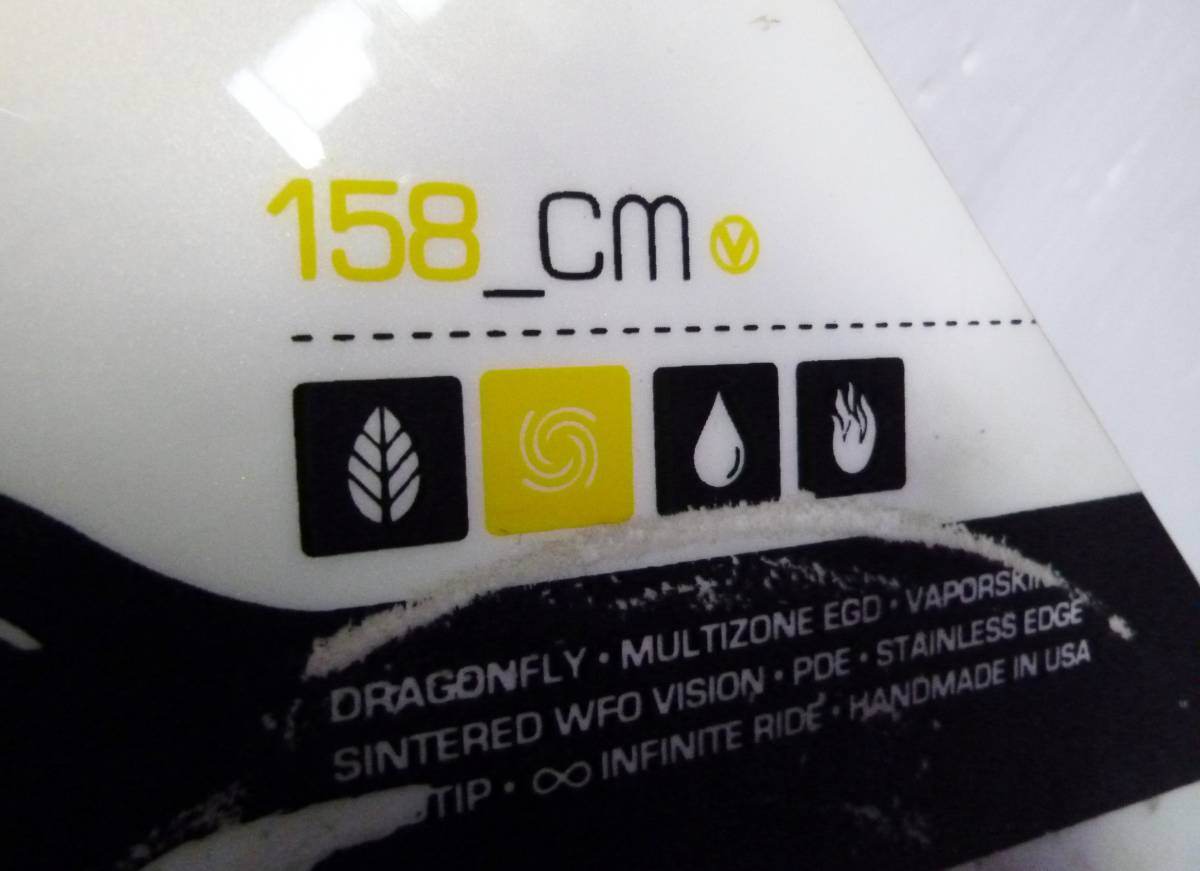 158_cm V
DRAGONFLY • MULTIZONE EGD • VAPORSKIN
SINTERED WFO VISION • PDE • STAINLESS EDGE
TIP • ∞ INFINITE RIDE • HANDMADE IN USA